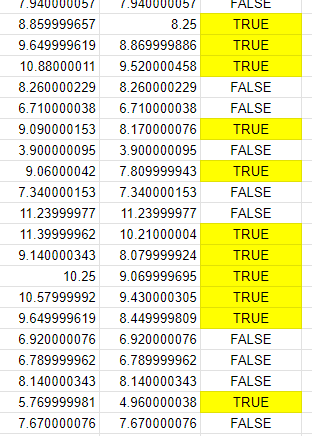 7.940000057 7.940000057 FALSE
8.859999657 8.25 TRUE
9.649999619 8.869999886 TRUE
10.88000011 9.520000458 TRUE
8.260000229 8.260000229 FALSE
6.710000038 6.710000038 FALSE
9.090000153 8.170000076 TRUE
3.900000095 3.900000095 FALSE
9.06000042 7.809999943 TRUE
7.340000153 7.340000153 FALSE
11.23999977 11.23999977 FALSE
11.39999962 10.21000004 TRUE
9.140000343 8.079999924 TRUE
10.25 9.069999695 TRUE
10.57999992 9.430000305 TRUE
9.649999619 8.449999809 TRUE
6.920000076 6.920000076 FALSE
6.789999962 6.789999962 FALSE
8.140000343 8.140000343 FALSE
5.769999981 4.960000038 TRUE
7.670000076 7.670000076 FALSE